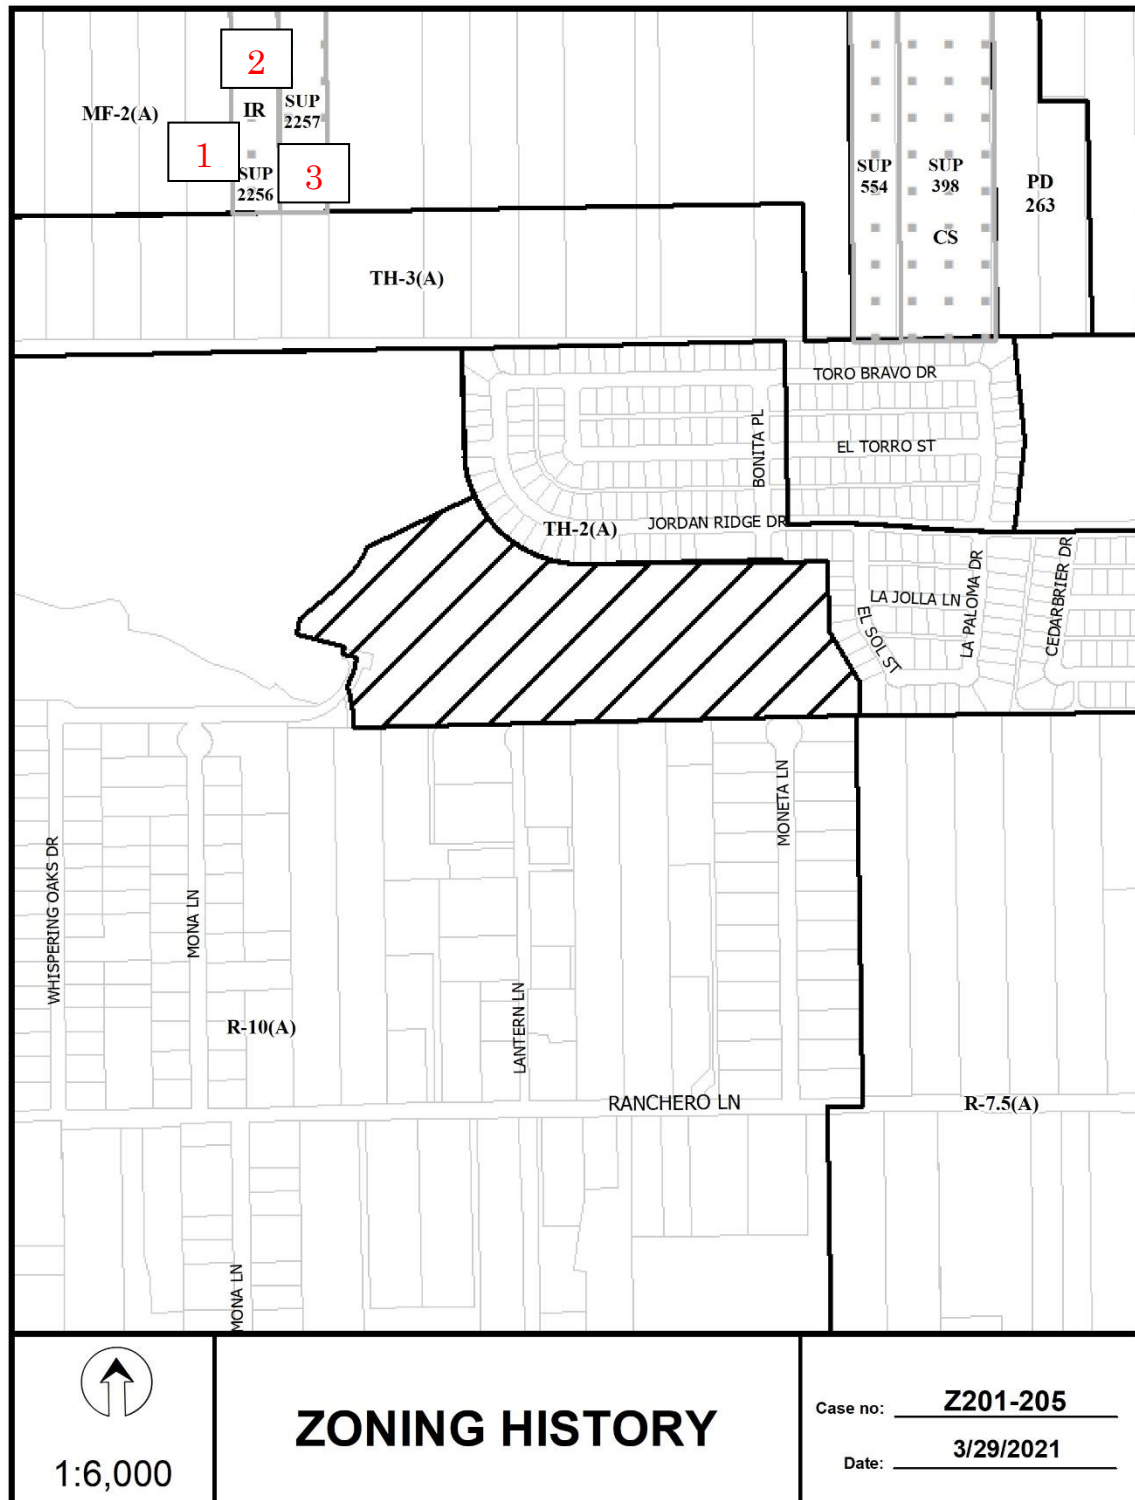 2
MF-2(A)
IR
SUP
2257
1
SUP
2256
3
SUP
554
SUP
398
CS
PD
263
TH-3(A)
TORO BRAVO DR
BONITA PL
EL TORRO ST
TH-2(A)
JORDAN RIDGE DR
LA JOLLA LN
EL SOL ST
LA PALOMA DR
CEDARBRIER DR
WHISPERING OAKS DR
MONA LN
MONETA LN
LANTERN LN
R-10(A)
RANCHERO LN
R-7.5(A)
MONA LN
1:6,000
ZONING HISTORY
Case no: Z201-205
Date: 3/29/2021